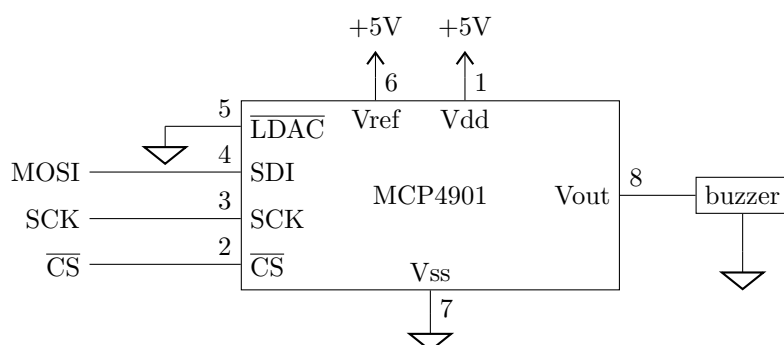 +5V +5V
6 1
5 Vref Vdd
LDAC
MOSI 4 SDI
MCP4901 Vout 8 buzzer
SCK 3 SCK
CS 2 CS
Vss
7